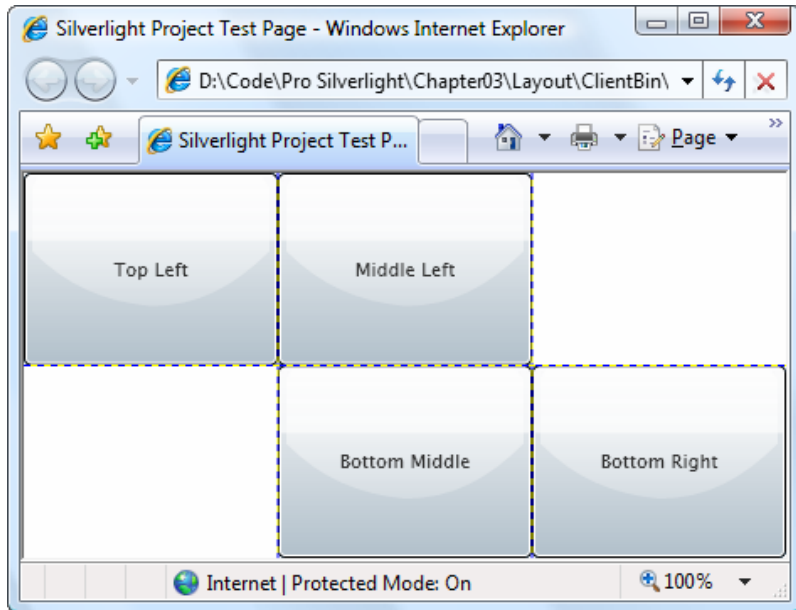 Silverlight Project Test Page - Windows Internet Explorer
D:\Code\Pro Silverlight\Chapter03\Layout\ClientBin\
Silverlight Project Test P... Page
Top Left Middle Left
Bottom Middle Bottom Right
Internet | Protected Mode: On 100%